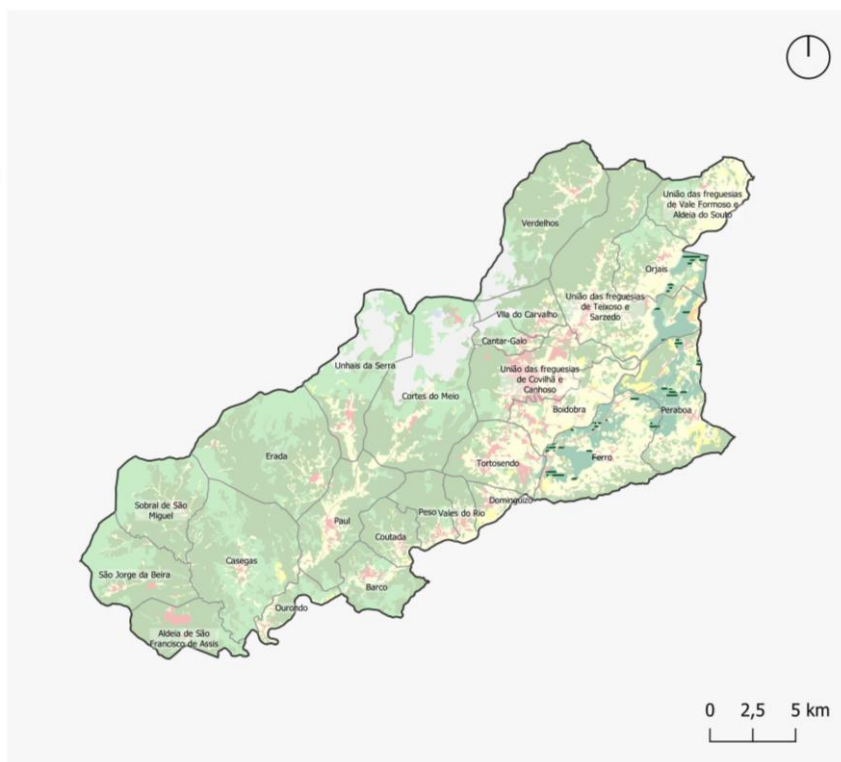 União das freguesias
de Vale Formoso e
Aldeia do Souto
Verdelhos
Orjais
União das freguesias
de Teixoso e
Sarzedo
Vila do Carvalho
Cantar-Galo
Unhais da Serra
União das freguesias
de Covilhã e
Canhoso
Cortes do Meio
Boidobra
Peraboa
Erada
Tortosendo
Ferro
Dominguizo
Sobral de São
Miguel
Peso
Vales do Rio
Paul
Coutada
Casegas
São Jorge da Beira
Barco
Ourondo
Aldeia de São
Francisco de Assis
0 2,5 5 km